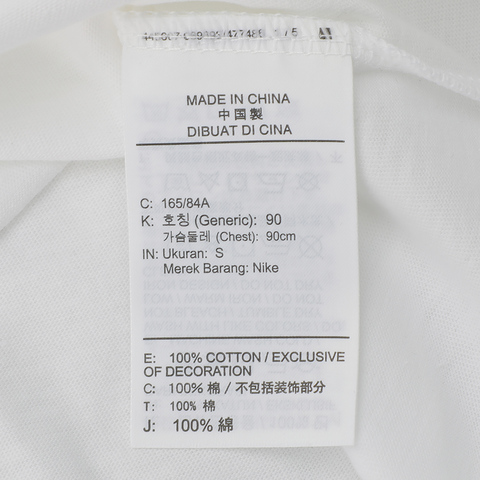 MADE IN CHINA
中国製
DIBUAT DI CINA
C: 165/84A
K: 호칭 (Generic): 90
가슴둘레 (Chest): 90cm
IN: Ukuran: S
Merek Barang: Nike
E: 100% COTTON / EXCLUSIVE
OF DECORATION
C: 100% 棉 / 不包括装饰部分
T: 100% 棉
J: 100% 綿